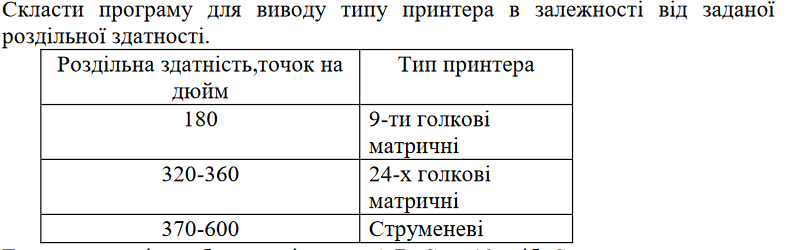 Скласти програму для виводу типу принтера в залежності від заданої
роздільної здатності.
Роздільна здатність,точок на
дюйм
Тип принтера
180
9-ти голкові
матричні
320-360
24-х голкові
матричні
370-600
Струменеві